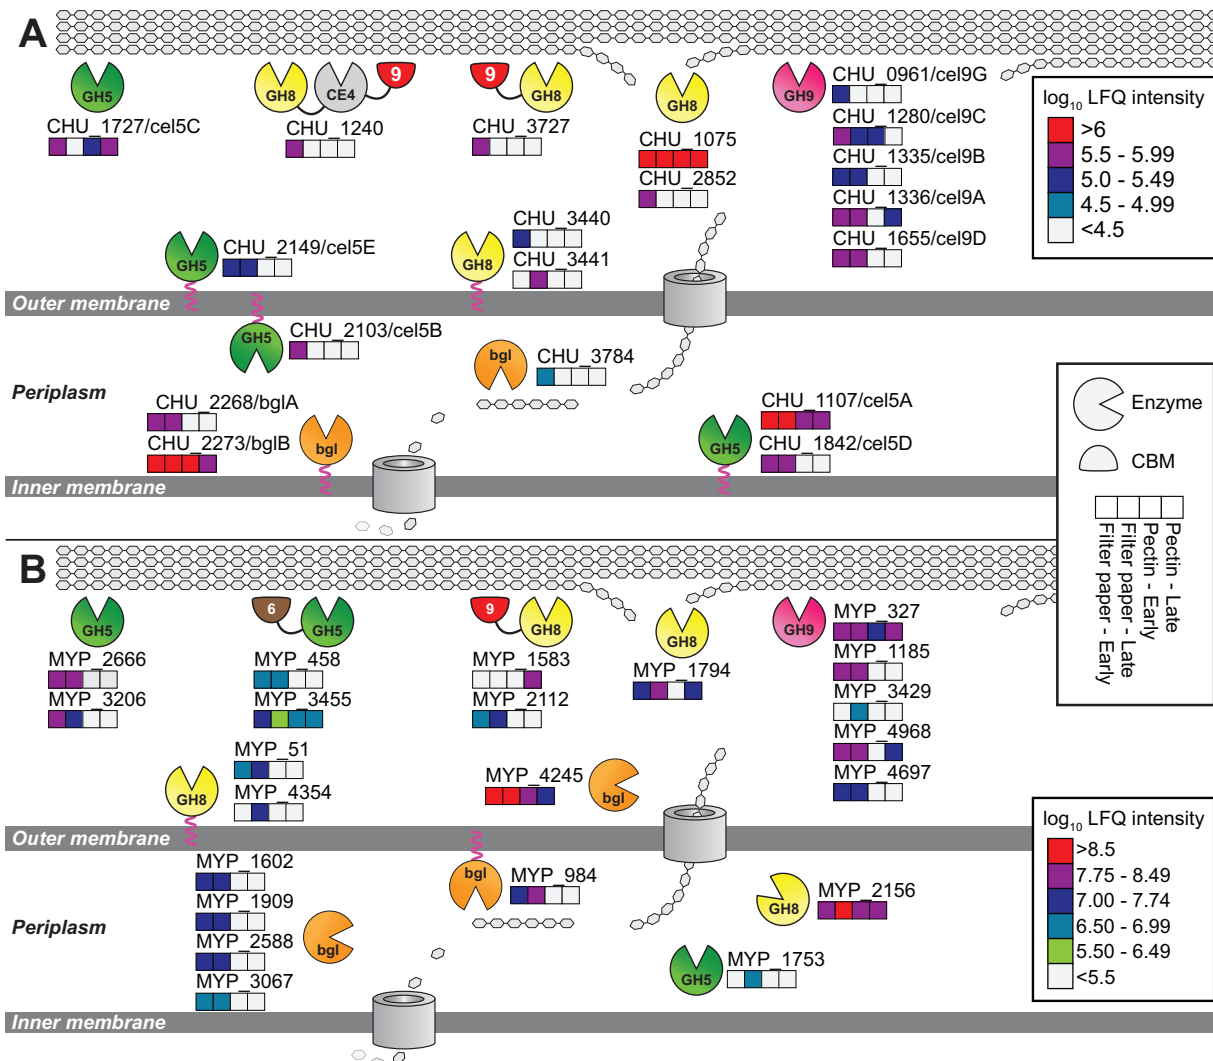 A
GH5
CHU_1727/cel5C
GH8
CE4
9
CHU_1240
9
GH8
CHU_3727
GH8
CHU_1075
CHU_2852
GH9
CHU_0961/cel9G
CHU_1280/cel9C
CHU_1335/cel9B
CHU_1336/cel9A
CHU_1655/cel9D
log10 LFQ intensity
>6
5.5 - 5.99
5.0 - 5.49
4.5 - 4.99
<4.5
GH5
CHU_2149/cel5E
GH8
CHU_3440
CHU_3441
Outer membrane
GH5
CHU_2103/cel5B
bgl
CHU_3784
Periplasm
CHU_2268/bglA
CHU_2273/bglB
bgl
GH5
CHU_1107/cel5A
CHU_1842/cel5D
Inner membrane
Enzyme
CBM
Filter paper - Early
Filter paper - Late
Pectin - Early
Pectin - Late
B
GH5
MYP_2666
MYP_3206
6
GH5
MYP_458
MYP_3455
9
GH8
MYP_1583
MYP_2112
GH8
MYP_1794
GH9
MYP_327
MYP_1185
MYP_3429
MYP_4968
MYP_4697
GH8
MYP_51
MYP_4354
MYP_4245
bgl
Outer membrane
log10 LFQ intensity
>8.5
7.75 - 8.49
7.00 - 7.74
6.50 - 6.99
5.50 - 6.49
<5.5
MYP_1602
MYP_1909
MYP_2588
MYP_3067
bgl
bgl
MYP_984
GH8
MYP_2156
Periplasm
GH5
MYP_1753
Inner membrane